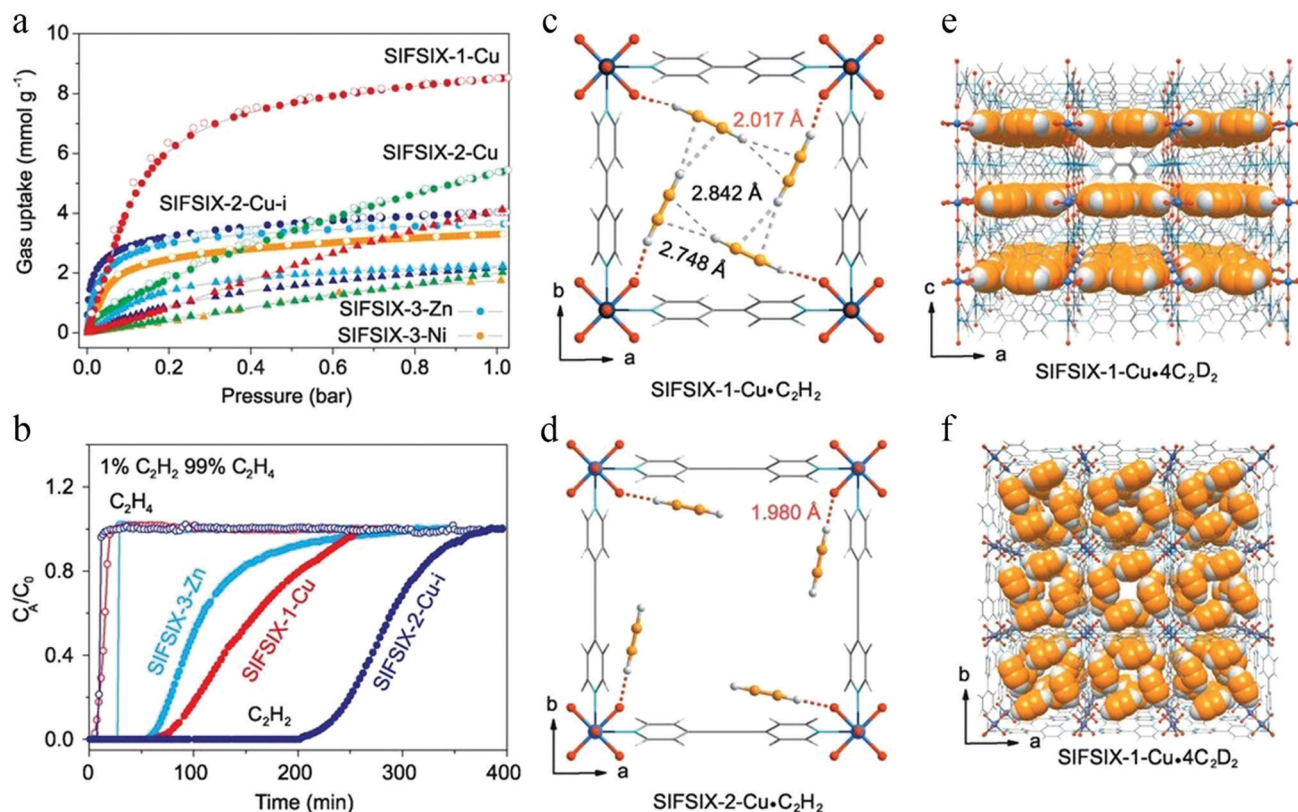 a
Gas uptake (mmol g⁻¹)
10
8
6
4
2
0
SIFSIX-1-Cu
SIFSIX-2-Cu
SIFSIX-2-Cu-i
SIFSIX-3-Zn
SIFSIX-3-Ni
0.0 0.2 0.4 0.6 0.8 1.0
Pressure (bar)
b
C_A/C_0
1.2
0.8
0.4
0.0
1% C₂H₂ 99% C₂H₄
C₂H₄
SIFSIX-3-Zn
SIFSIX-1-Cu
SIFSIX-2-Cu-i
C₂H₂
0 100 200 300 400
Time (min)
c
2.017 Å
2.842 Å
2.748 Å
b
a
SIFSIX-1-Cu•C₂H₂
d
1.980 Å
b
a
SIFSIX-2-Cu•C₂H₂
e
c
a
SIFSIX-1-Cu•4C₂D₂
f
b
a
SIFSIX-1-Cu•4C₂D₂